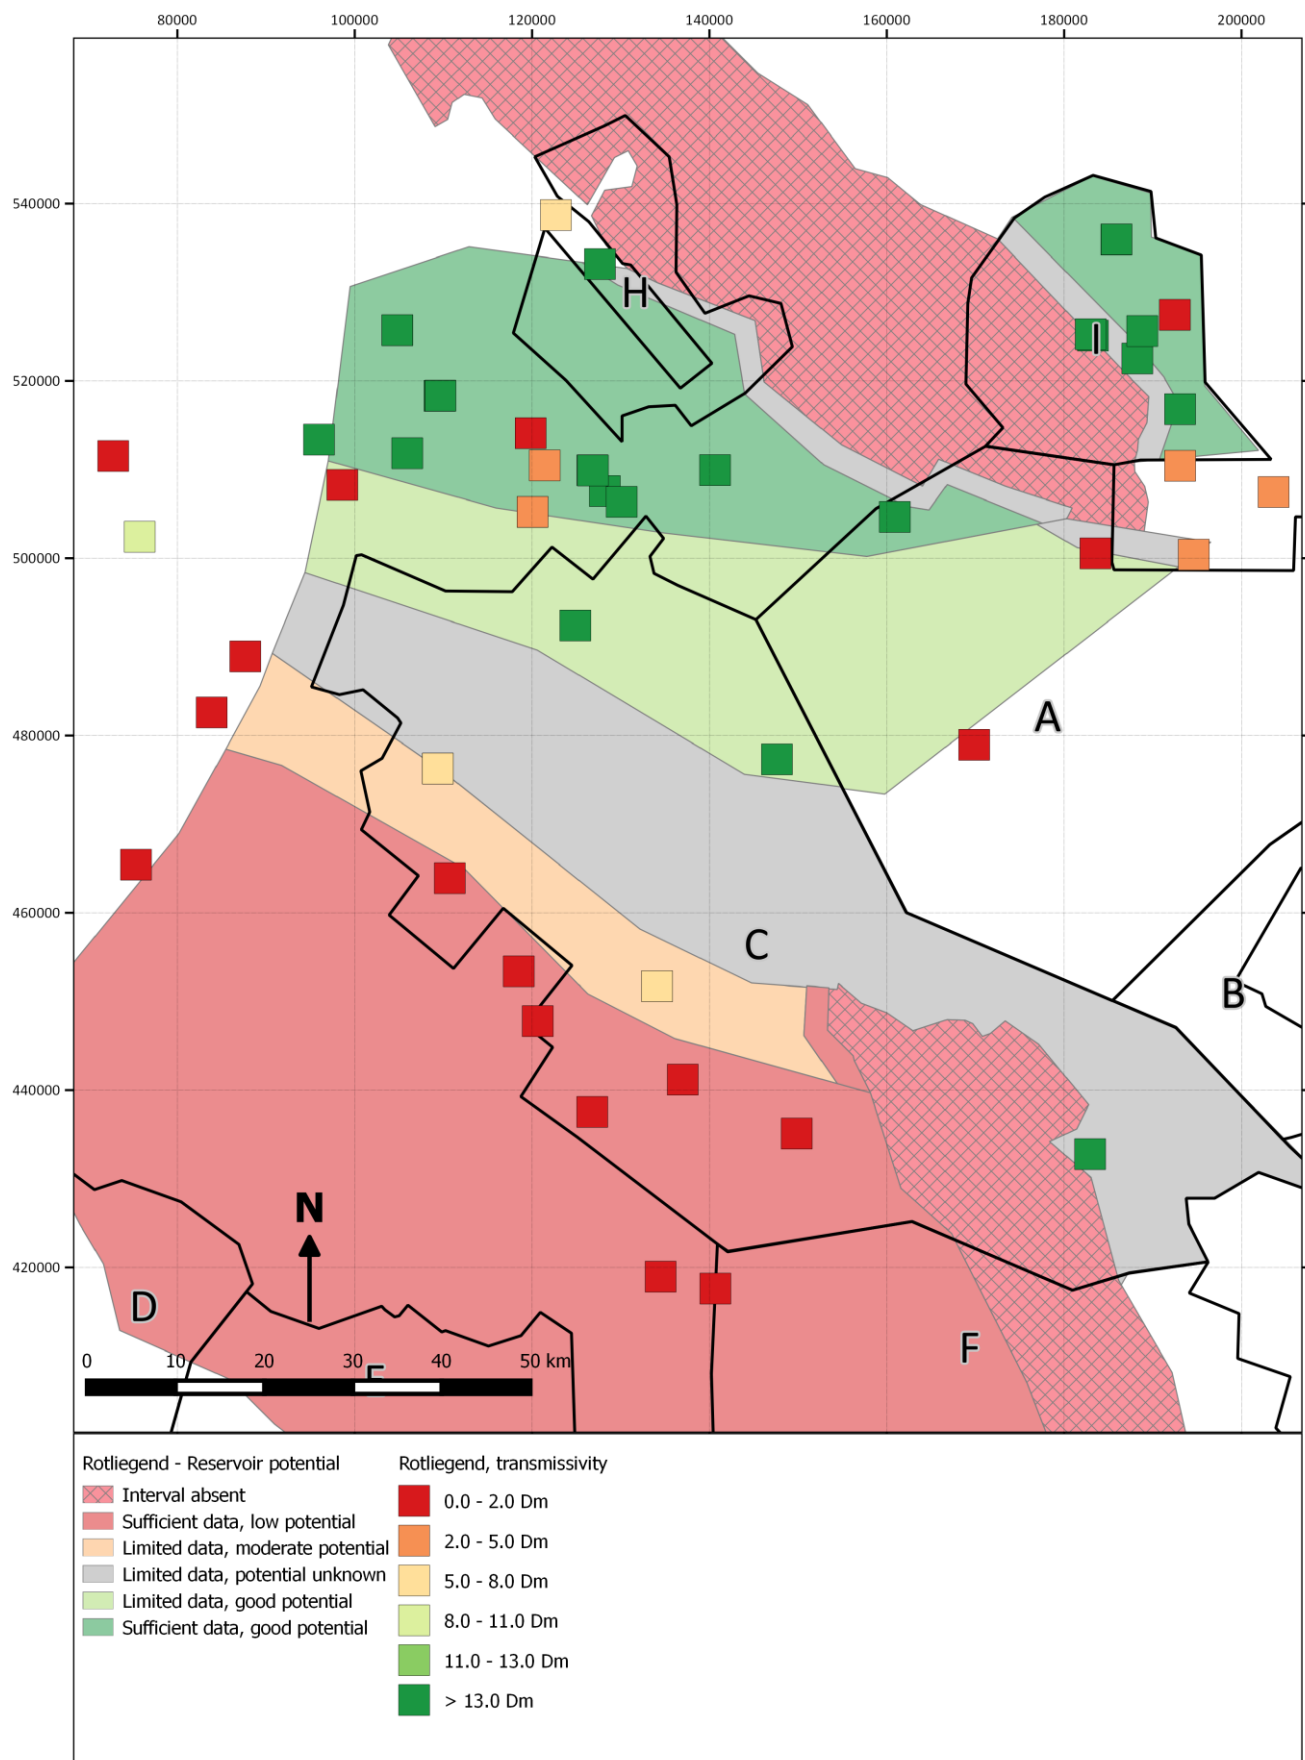 80000 100000 120000 140000 160000 180000 200000
540000
520000
500000
480000
460000
440000
420000
H
I
A
C
B
N
D
F
0 10 20 30 40 50 km
E
Rotliegend - Reservoir potential
Interval absent
Sufficient data, low potential
Limited data, moderate potential
Limited data, potential unknown
Limited data, good potential
Sufficient data, good potential
Rotliegend, transmissivity
0.0 - 2.0 Dm
2.0 - 5.0 Dm
5.0 - 8.0 Dm
8.0 - 11.0 Dm
11.0 - 13.0 Dm
> 13.0 Dm